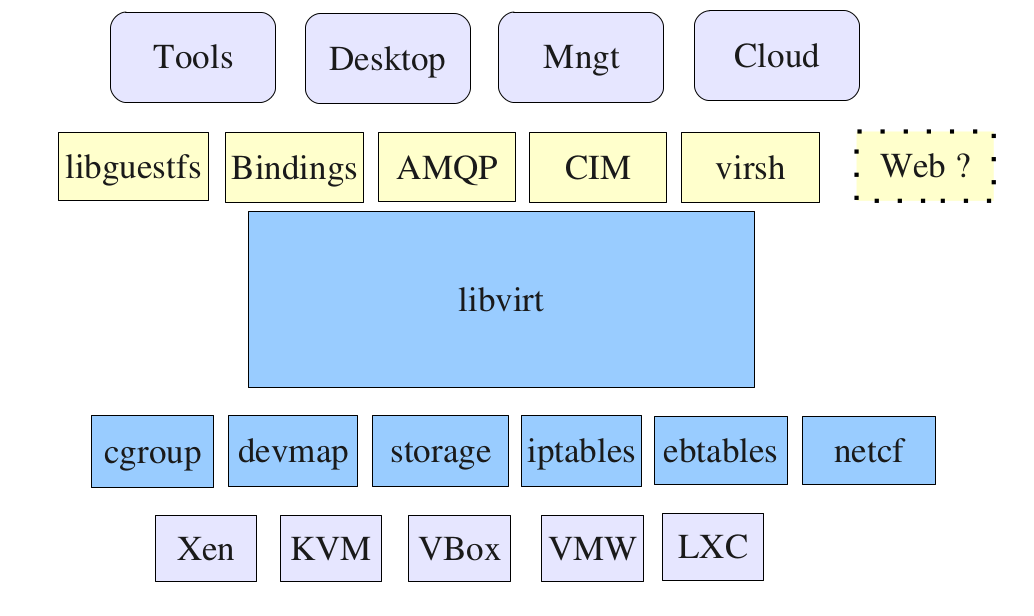 Tools
Desktop
Mngt
Cloud
libguestfs
Bindings
AMQP
CIM
virsh
Web ?
libvirt
cgroup
devmap
storage
iptables
ebtables
netcf
Xen
KVM
VBox
VMW
LXC